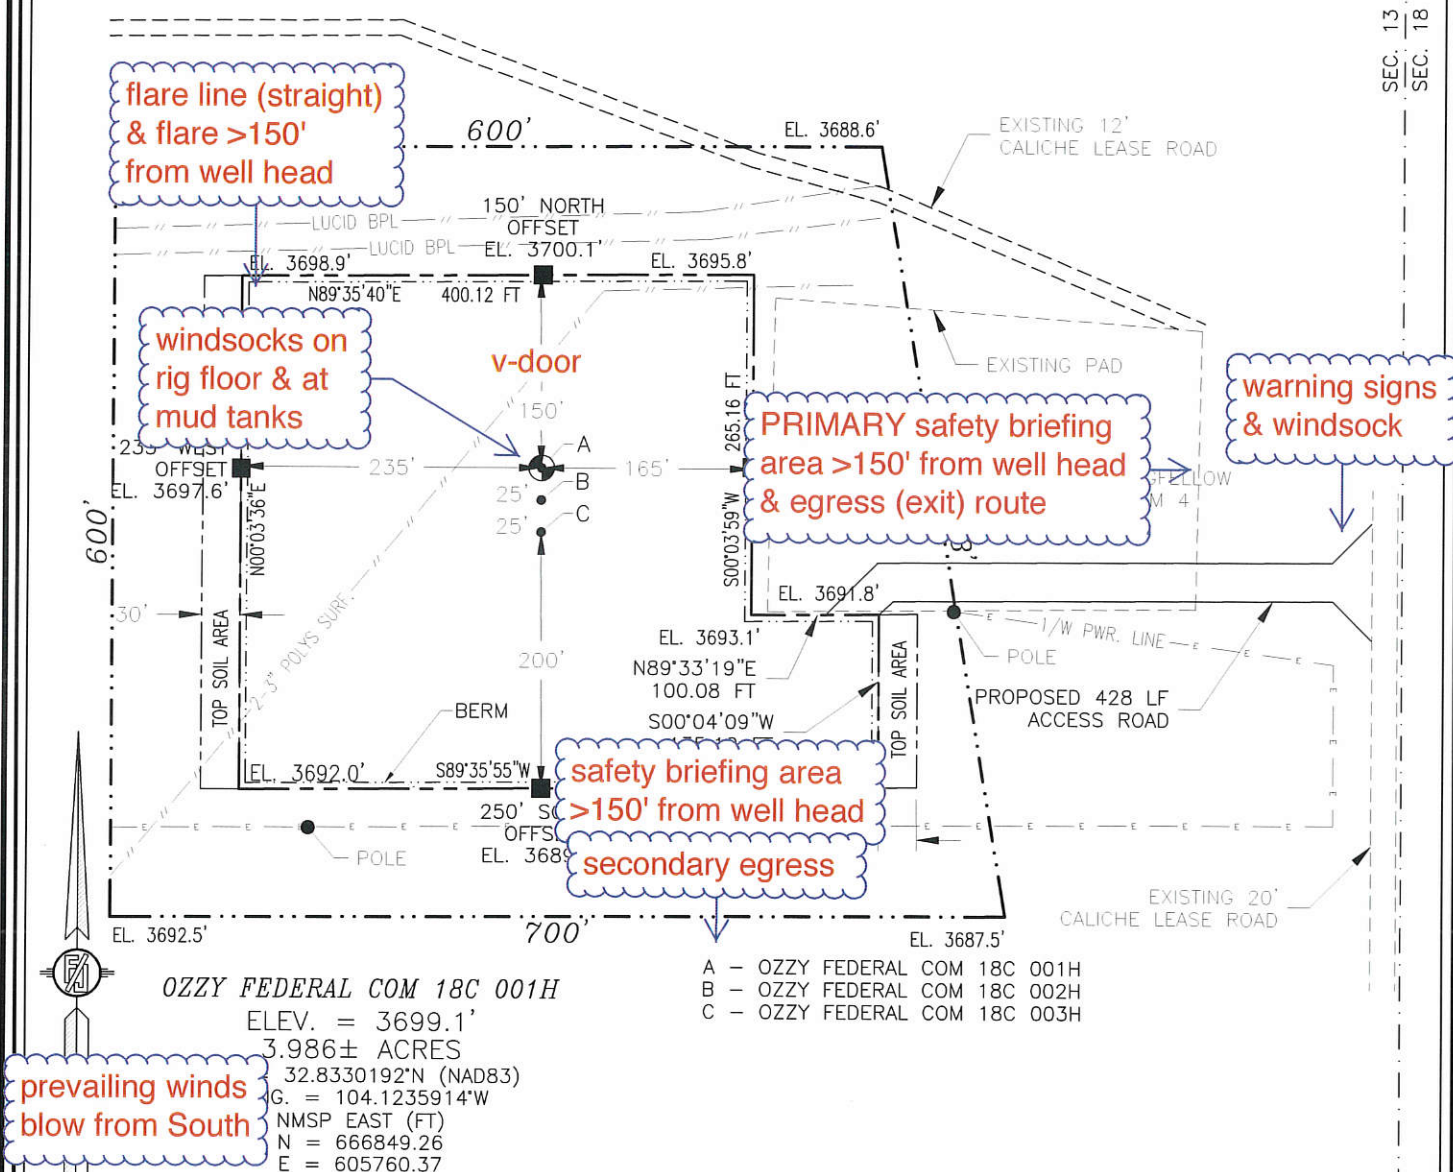 SEC. 13
SEC. 18
flare line (straight)
& flare >150'
from well head
600'
EL. 3688.6'
EXISTING 12'
CALICHE LEASE ROAD
LUCID BPL
LUCID BPL
150' NORTH
OFFSET
EL. 3700.1'
EL. 3698.9'
EL. 3695.8'
N89°35'40"E
400.12 FT
windsocks on
rig floor & at
mud tanks
v-door
150'
EXISTING PAD
265.16 FT
S00°03'59"W
PRIMARY safety briefing
area >150' from well head
& egress (exit) route
warning signs
& windsock
OFFSET
EL. 3697.6'
235'
A
165'
25'
B
25'
C
M 4
600'
N00°03'36"E
30'
TOP SOIL AREA
2-3" POLYS SURF.
EL. 3691.8'
EL. 3693.1'
N89°33'19"E
100.08 FT
S00°04'09"W
TOP SOIL AREA
E
PWR. LINE
POLE
PROPOSED 428 LF
ACCESS ROAD
200'
BERM
EL. 3692.0'
S89°35'55"W
safety briefing area
>150' from well head
secondary egress
250'
POLE
EXISTING 20'
CALICHE LEASE ROAD
EL. 3692.5'
700'
EL. 3687.5'
OZZY FEDERAL COM 18C 001H
ELEV. = 3699.1'
3.986± ACRES
32.8330192°N (NAD83)
= 104.1235914°W
NMSP EAST (FT)
N = 666849.26
E = 605760.37
A - OZZY FEDERAL COM 18C 001H
B - OZZY FEDERAL COM 18C 002H
C - OZZY FEDERAL COM 18C 003H
prevailing winds
blow from South